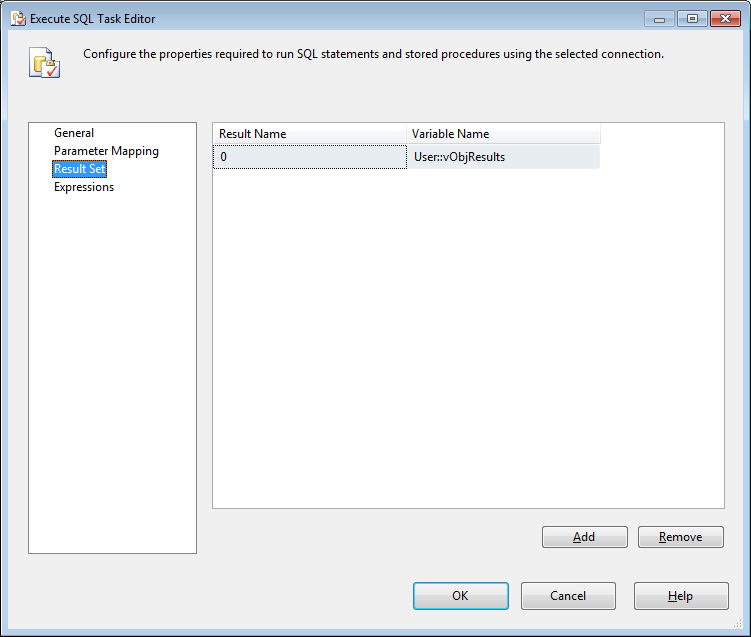 Execute SQL Task Editor
Configure the properties required to run SQL statements and stored procedures using the selected connection.
General
Parameter Mapping
Result Set
Expressions
Result Name Variable Name
0 User::vObjResults
Add Remove
OK Cancel Help